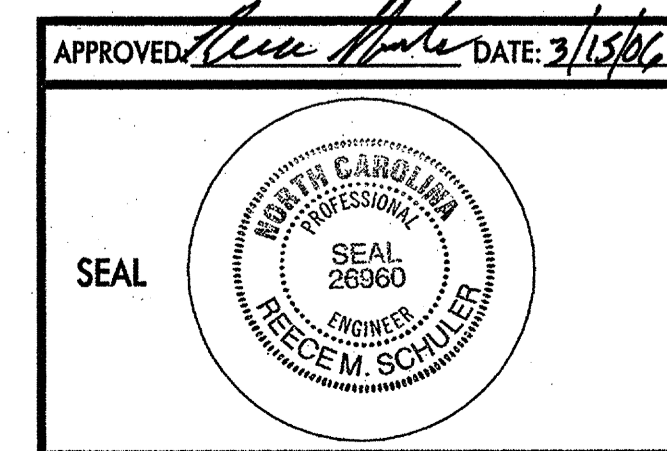 APPROVED: DATE: 3/15/06
SEAL
NORTH CAROLINA
PROFESSIONAL
SEAL
26960
ENGINEER
REECE M. SCHULER